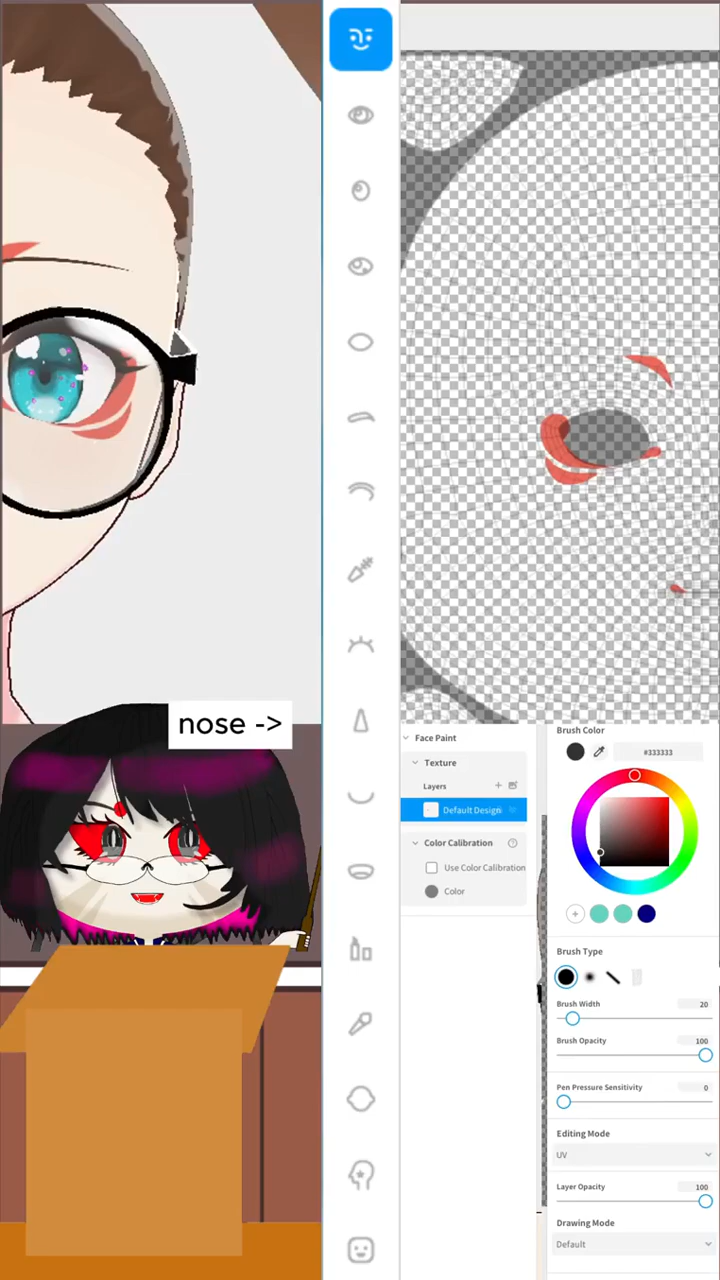 nose ->
Face Paint
Texture
Layers
Default Design
Color Calibration
Use Color Calibration
Color
Brush Color
#333333
Brush Type
Brush Width
20
Brush Opacity
100
Pen Pressure Sensitivity
0
Editing Mode
UV
Layer Opacity
100
Drawing Mode
Default